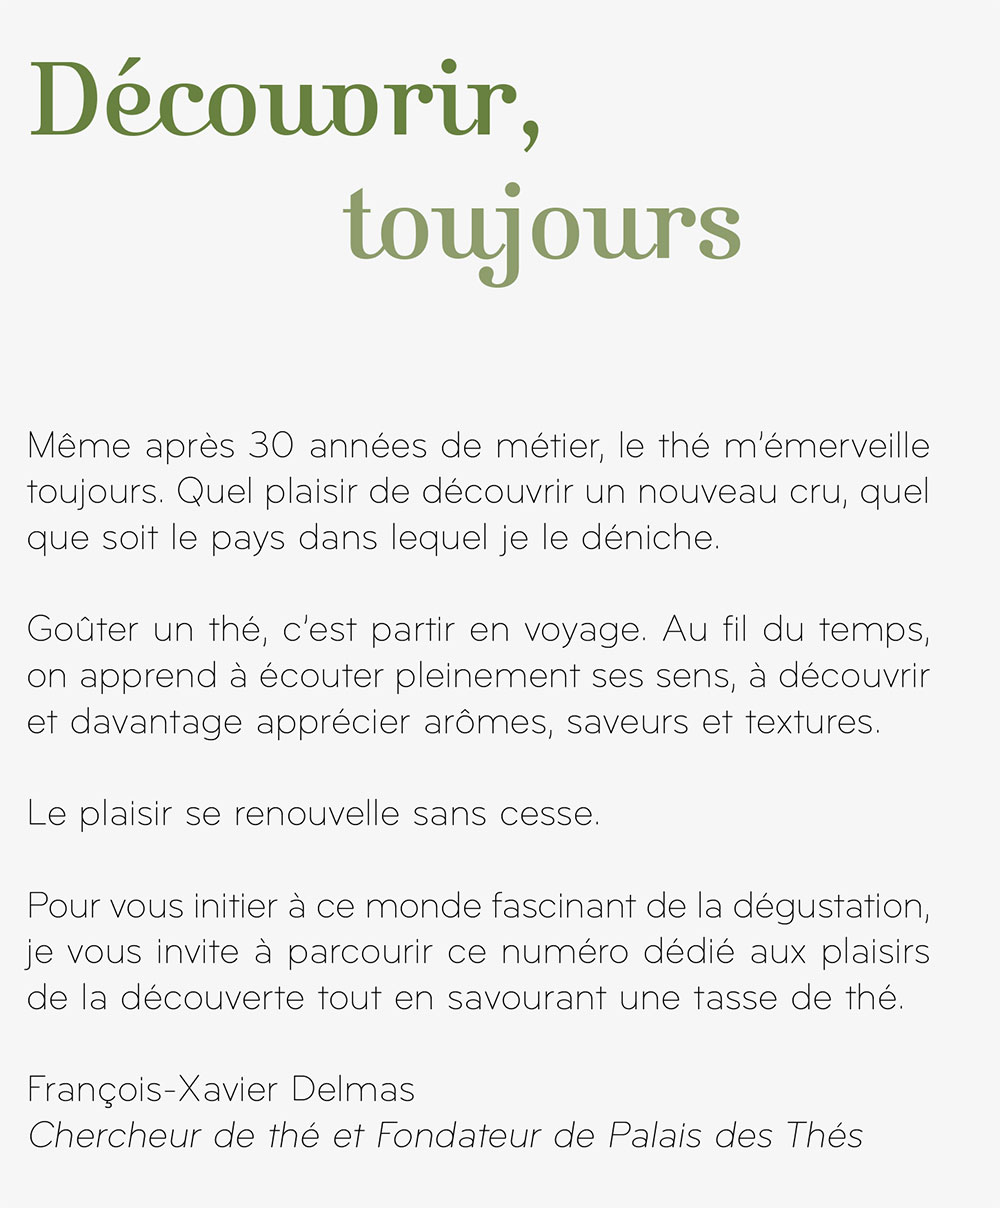 Découvrir,
toujours
Même après 30 années de métier, le thé m’émerveille
toujours. Quel plaisir de découvrir un nouveau cru, quel
que soit le pays dans lequel je le déniche.
Goûter un thé, c’est partir en voyage. Au fil du temps,
on apprend à écouter pleinement ses sens, à découvrir
et davantage apprécier arômes, saveurs et textures.
Le plaisir se renouvelle sans cesse.
Pour vous initier à ce monde fascinant de la dégustation,
je vous invite à parcourir ce numéro dédié aux plaisirs
de la découverte tout en savourant une tasse de thé.
François-Xavier Delmas
Chercheur de thé et Fondateur de Palais des Thés